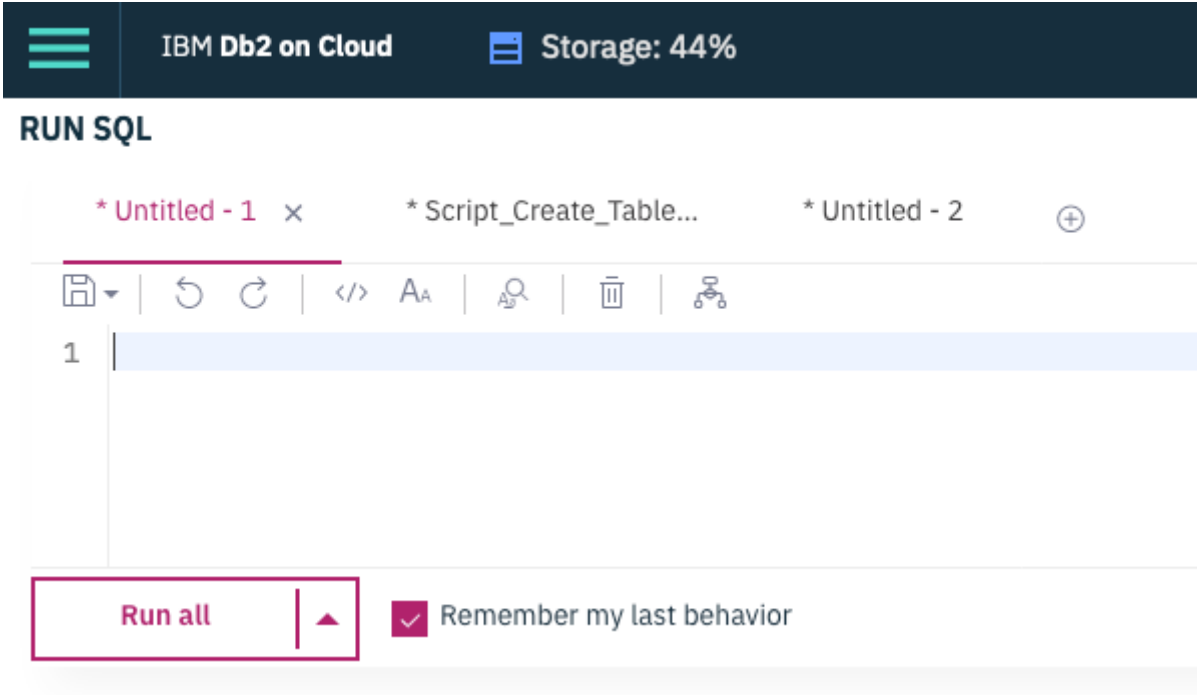 IBM Db2 on Cloud Storage: 44%
RUN SQL
* Untitled - 1 × * Script_Create_Table... * Untitled - 2
</> AA
1
Run all Remember my last behavior